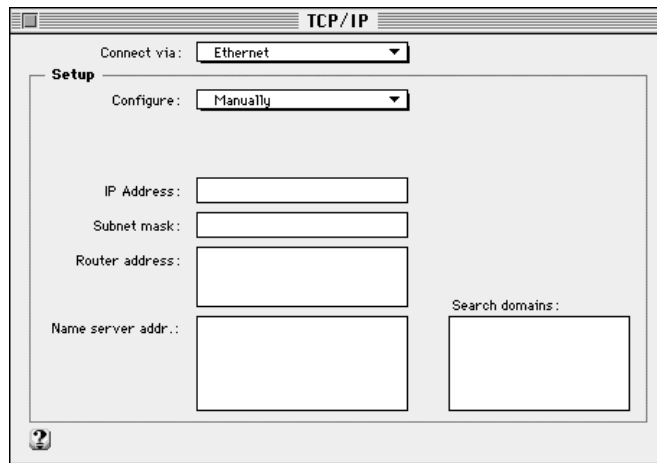 TCP/IP
Connect via: Ethernet
Setup
Configure: Manually
IP Address:
Subnet mask:
Router address:
Search domains:
Name server addr.:
?